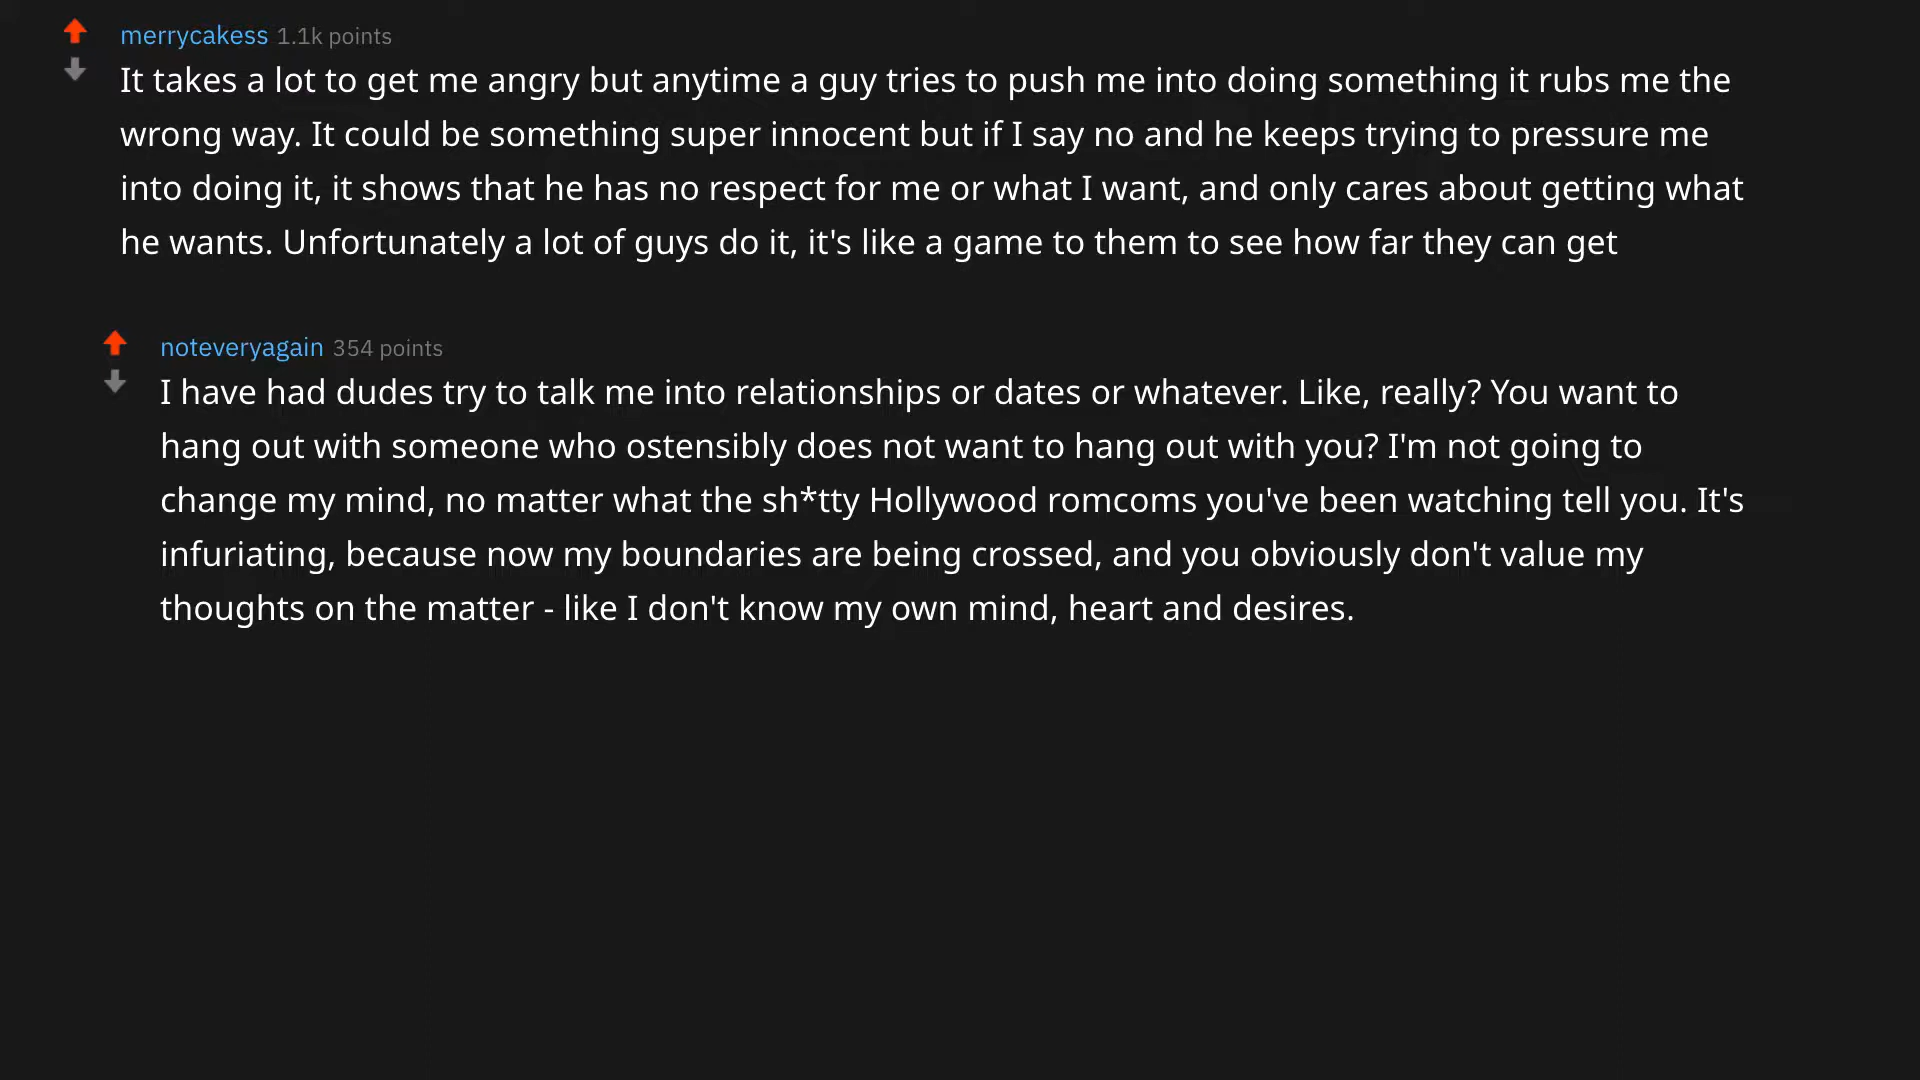 merrycakess 1.1k points
It takes a lot to get me angry but anytime a guy tries to push me into doing something it rubs me the
wrong way. It could be something super innocent but if I say no and he keeps trying to pressure me
into doing it, it shows that he has no respect for me or what I want, and only cares about getting what
he wants. Unfortunately a lot of guys do it, it's like a game to them to see how far they can get
noteveryagain 354 points
I have had dudes try to talk me into relationships or dates or whatever. Like, really? You want to
hang out with someone who ostensibly does not want to hang out with you? I'm not going to
change my mind, no matter what the sh*tty Hollywood romcoms you've been watching tell you. It's
infuriating, because now my boundaries are being crossed, and you obviously don't value my
thoughts on the matter - like I don't know my own mind, heart and desires.